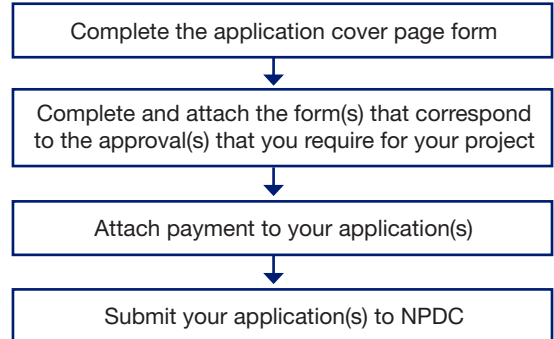 Complete the application cover page form
Complete and attach the form(s) that correspond
to the approval(s) that you require for your project
Attach payment to your application(s)
Submit your application(s) to NPDC